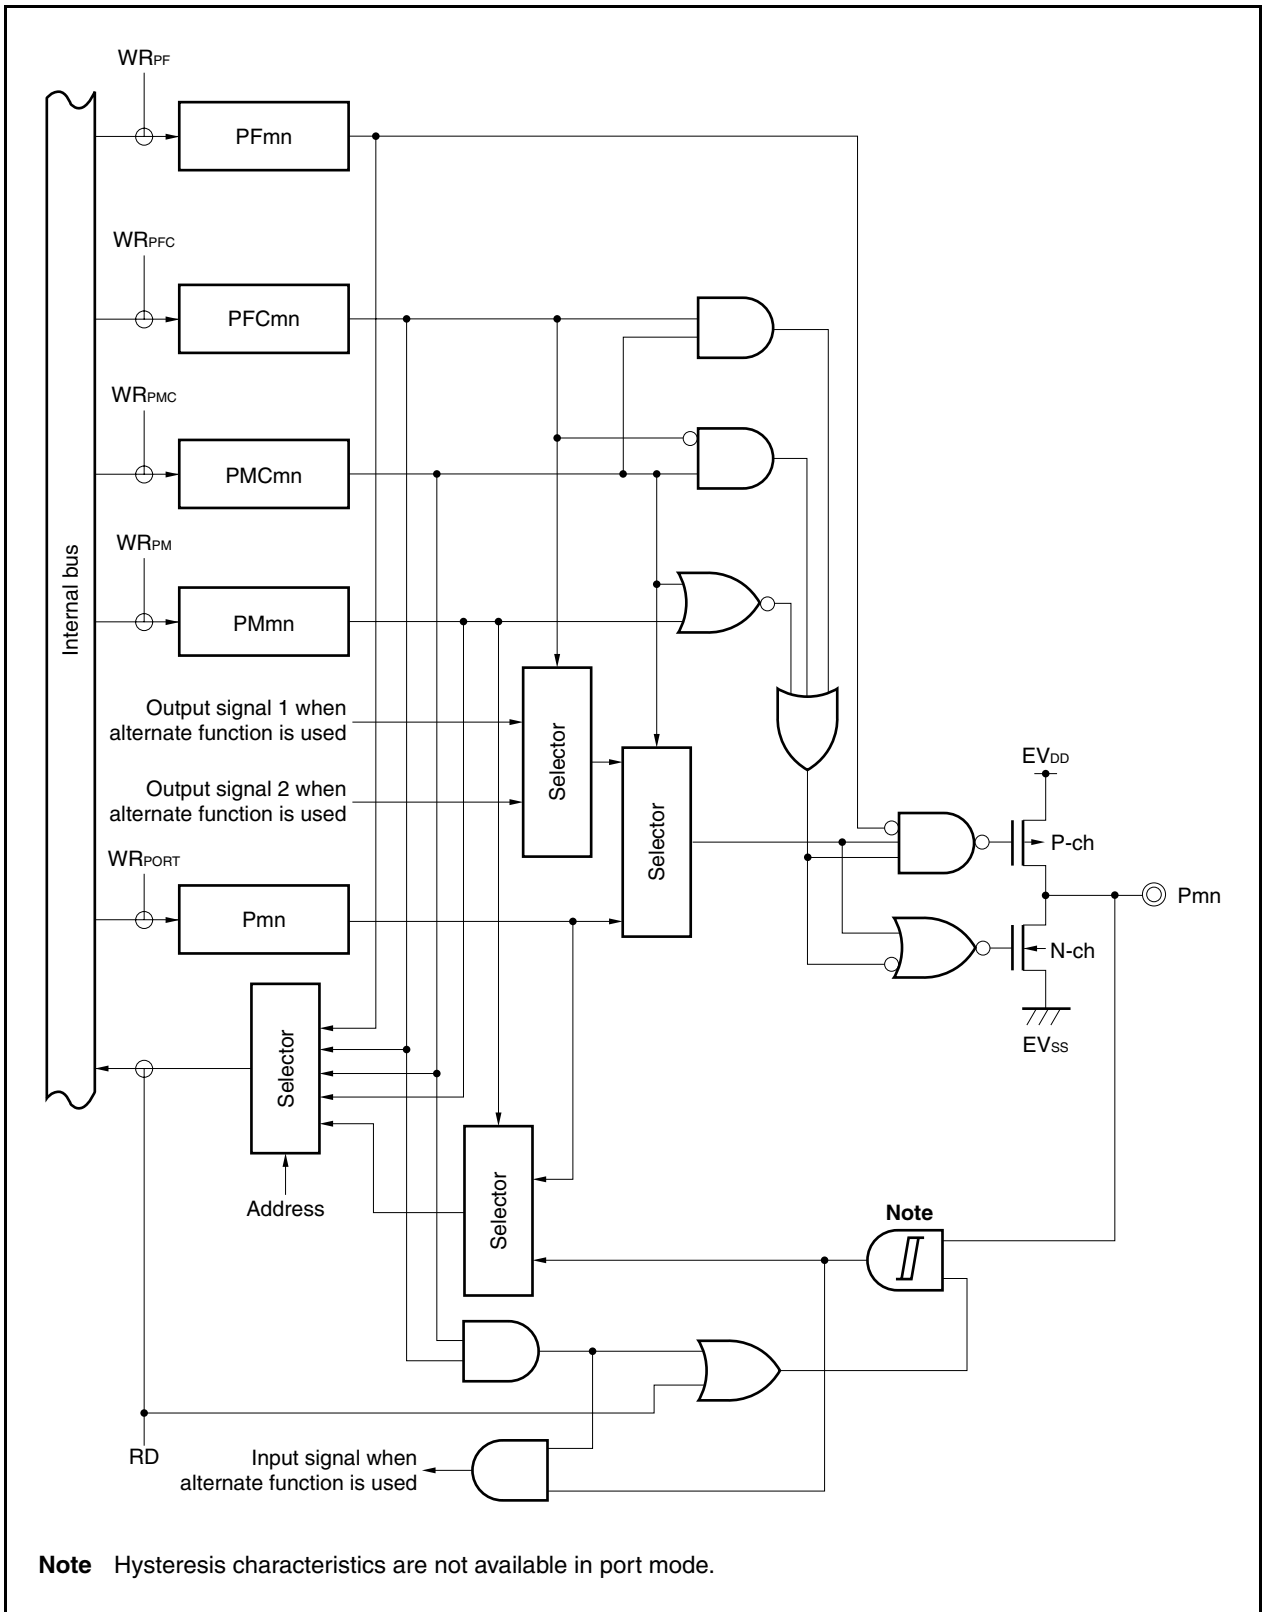 WRPF
PFmn
WRPFC
PFCmn
WRPMC
PMCmn
WRPM
PMmn
Internal bus
Output signal 1 when
alternate function is used
Output signal 2 when
alternate function is used
Selector
Selector
WRPORT
Pmn
EVDD
P-ch
Pmn
N-ch
EVSS
Selector
Address
Selector
Note
RD
Input signal when
alternate function is used
Note Hysteresis characteristics are not available in port mode.